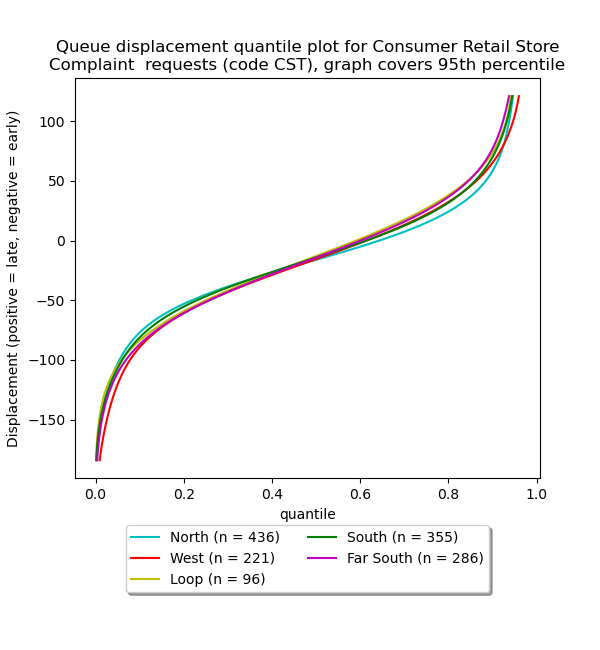 Queue displacement quantile plot for Consumer Retail Store
Complaint  requests (code CST), graph covers 95th percentile
Displacement (positive = late, negative = early)
100
50
0
−50
−100
−150
0.0 0.2 0.4 0.6 0.8 1.0
quantile
North (n = 436) South (n = 355)
West (n = 221) Far South (n = 286)
Loop (n = 96)